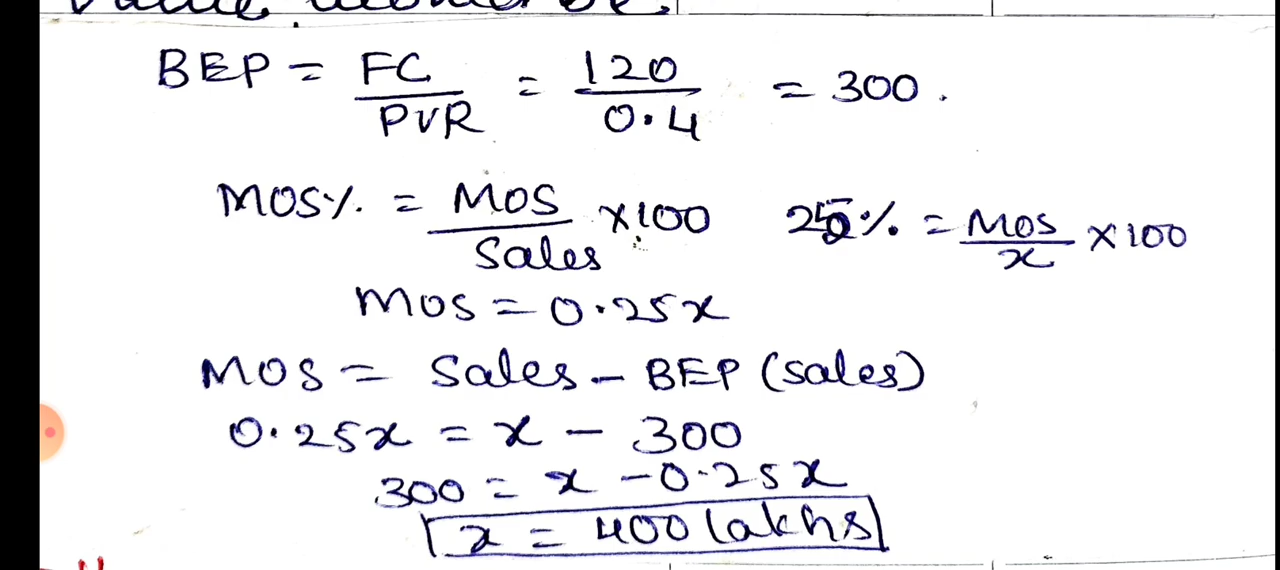 BEP = FC / PVR = 120 / 0.4 = 300.
MOS% = MOS / Sales × 100 25% = MOS / x × 100
MOS = 0.25x
MOS = Sales - BEP (sales)
0.25x = x - 300
300 = x - 0.25x
x = 400 lakhs